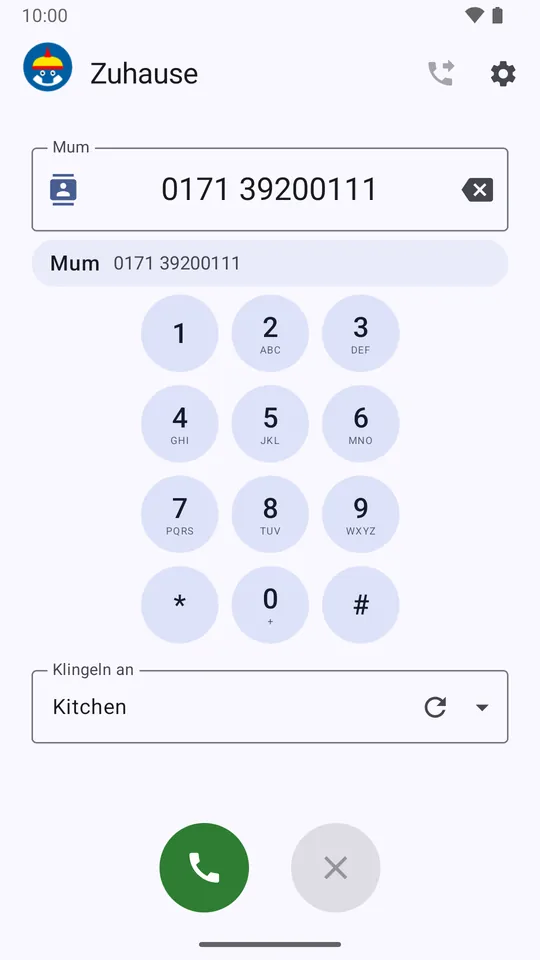 10:00
Zuhause
Mum
0171 39200111
Mum 0171 39200111
1 2 3
ABC DEF
4 5 6
GHI JKL MNO
7 8 9
PQRS TUV WXYZ
* 0 #
+
Klingeln an
Kitchen